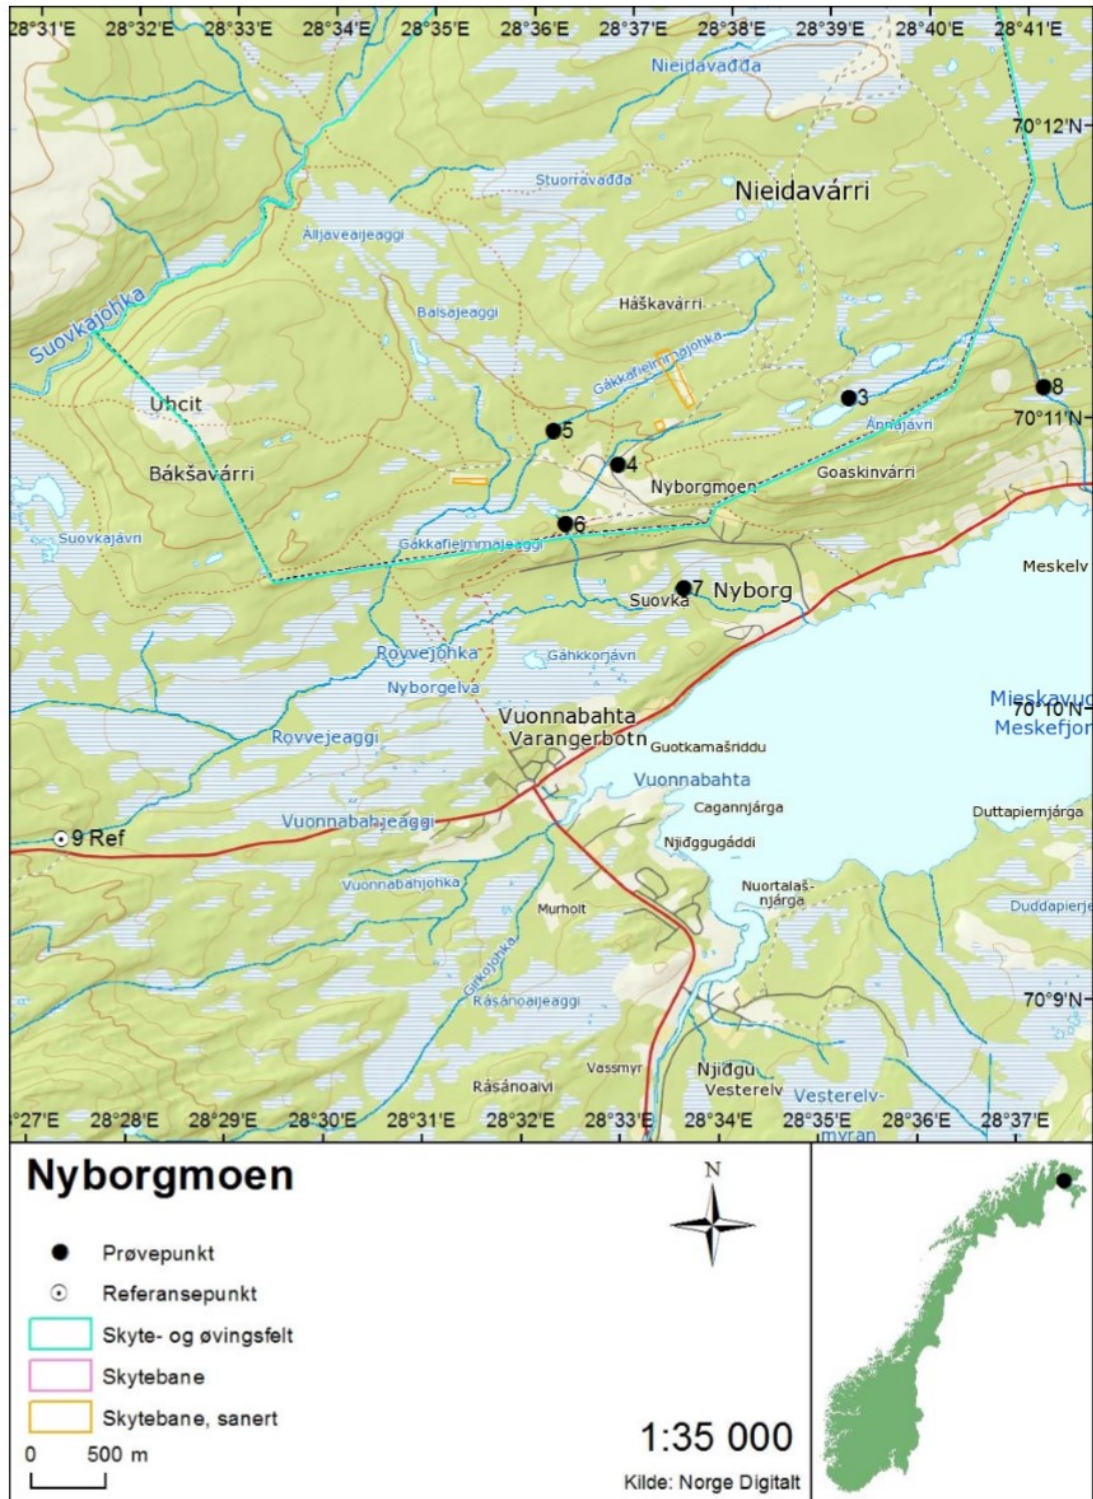 28°31'E 28°32'E 28°33'E 28°34'E 28°35'E 28°36'E 28°37'E 28°38'E 28°39'E 28°40'E 28°41'E
Nieidavađđa
70°12'N
Stuorravađđa
Nieidavárri
Álljaveaijeaggi
Suovkajohka
Háškavárri
Balsajeaggi
Gákkafielmmajohka
8
3
Uhcit
70°11'N
Ánnajávri
5
4
Bákšavárri
Goaskinvárri
Nyborgmoen
6
Suovkajávri
Gákkafielmmajeaggi
Meskelv
7
Nyborg
Suovka
Rovvejohka
Gáhkkorjávri
Nyborgelva
Mieskavuo
70°10'N
Vuonnabahta
Meskefjor
Rovvejeaggi
Varangerbotn
Guotkamašriddu
Vuonnabahta
Cagannjárga
Duttapiernjárga
Vuonnabahjeaggi
9 Ref
Njiđggugáddi
Vuonnabahjohka
Nuortalaš-
njárga
Murholt
Duddapierje
Girkojohka
Rásánoaijeaggi
70°9'N
Vassmyr
Njiđgu
Rásánoaivi
Vesterelv
Vesterelv-
28°27'E 28°28'E 28°29'E 28°30'E 28°31'E 28°32'E 28°33'E 28°34'E 28°35'E 28°36'E 28°37'E
myran
Nyborgmoen
N
Prøvepunkt
Referansepunkt
Skyte- og øvingsfelt
Skytebane
Skytebane, sanert
0 500 m
1:35 000
Kilde: Norge Digitalt